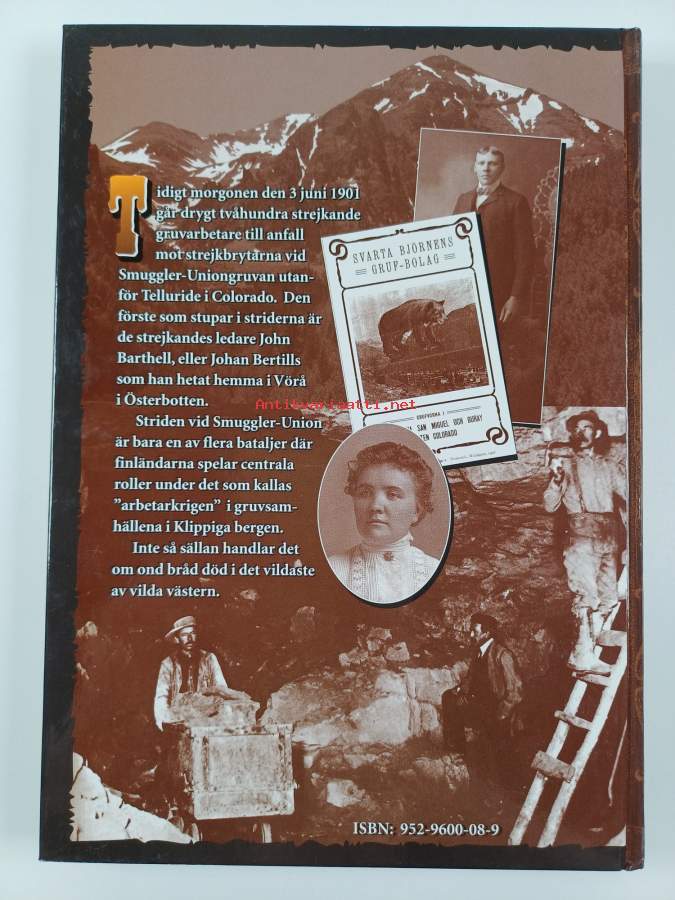 Tidigt morgonen den 3 juni 1901
går drygt tvåhundra strejkande
gruvarbetare till anfall
mot strejkbrytarna vid
Smuggler-Uniongruvan utan-
för Telluride i Colorado. Den
förste som stupar i striderna är
de strejkandes ledare John
Barthell, eller Johan Bertills
som han hetat hemma i Vörå
i Österbotten.
Striden vid Smuggler-Union
är bara en av flera bataljer där
finländarna spelar centrala
roller under det som kallas
”arbetarkrigen” i gruvsam-
hällena i Klippiga bergen.
Inte så sällan handlar det
om ond bråd död i det vildaste
av vilda västern.
SVARTA BJÖRNENS
GRUF-BOLAG
SAN MIGUEL OCH OURAY
COLORADO
Antikvariaatti.net
ISBN: 952-9600-08-9